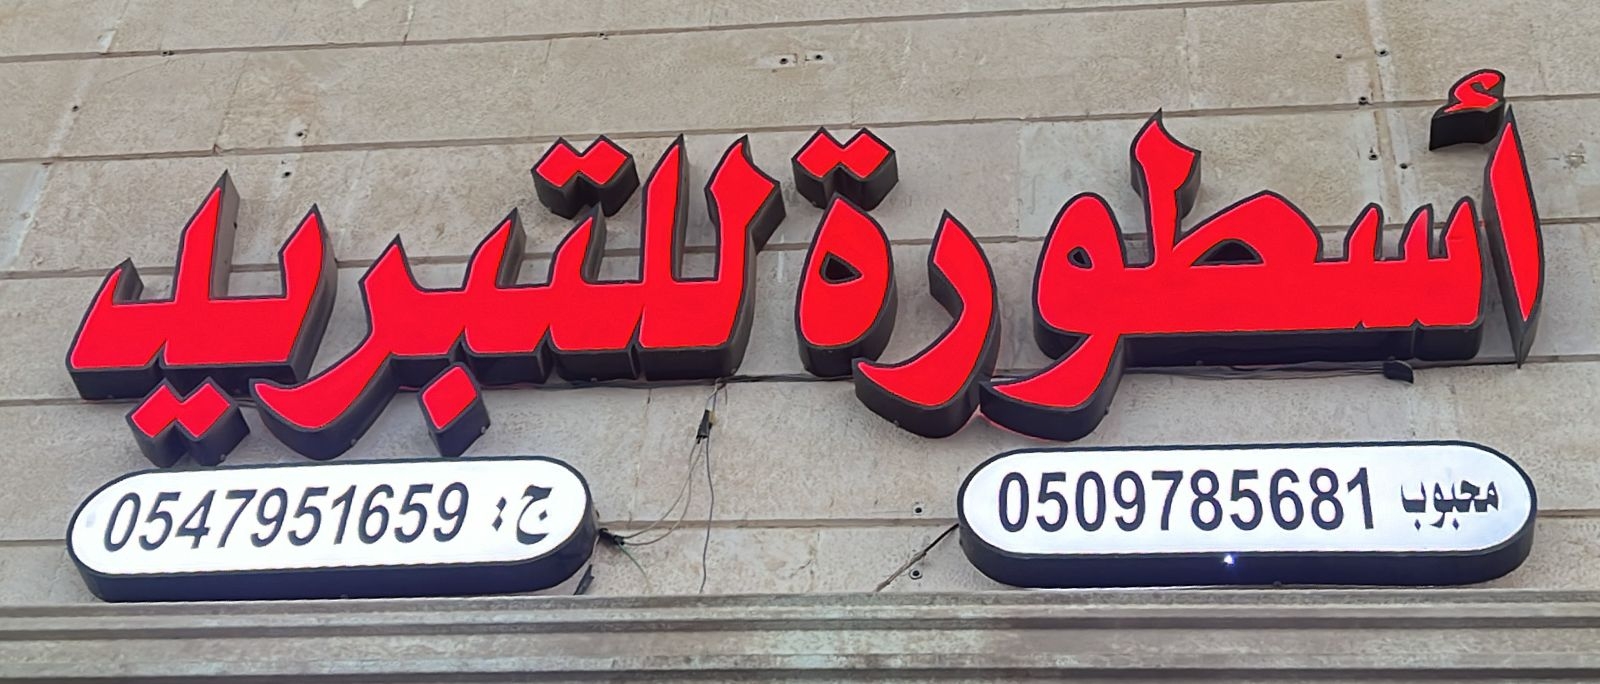 أسطورة للتبريد
محبوب 0509785681
ج: 0547951659